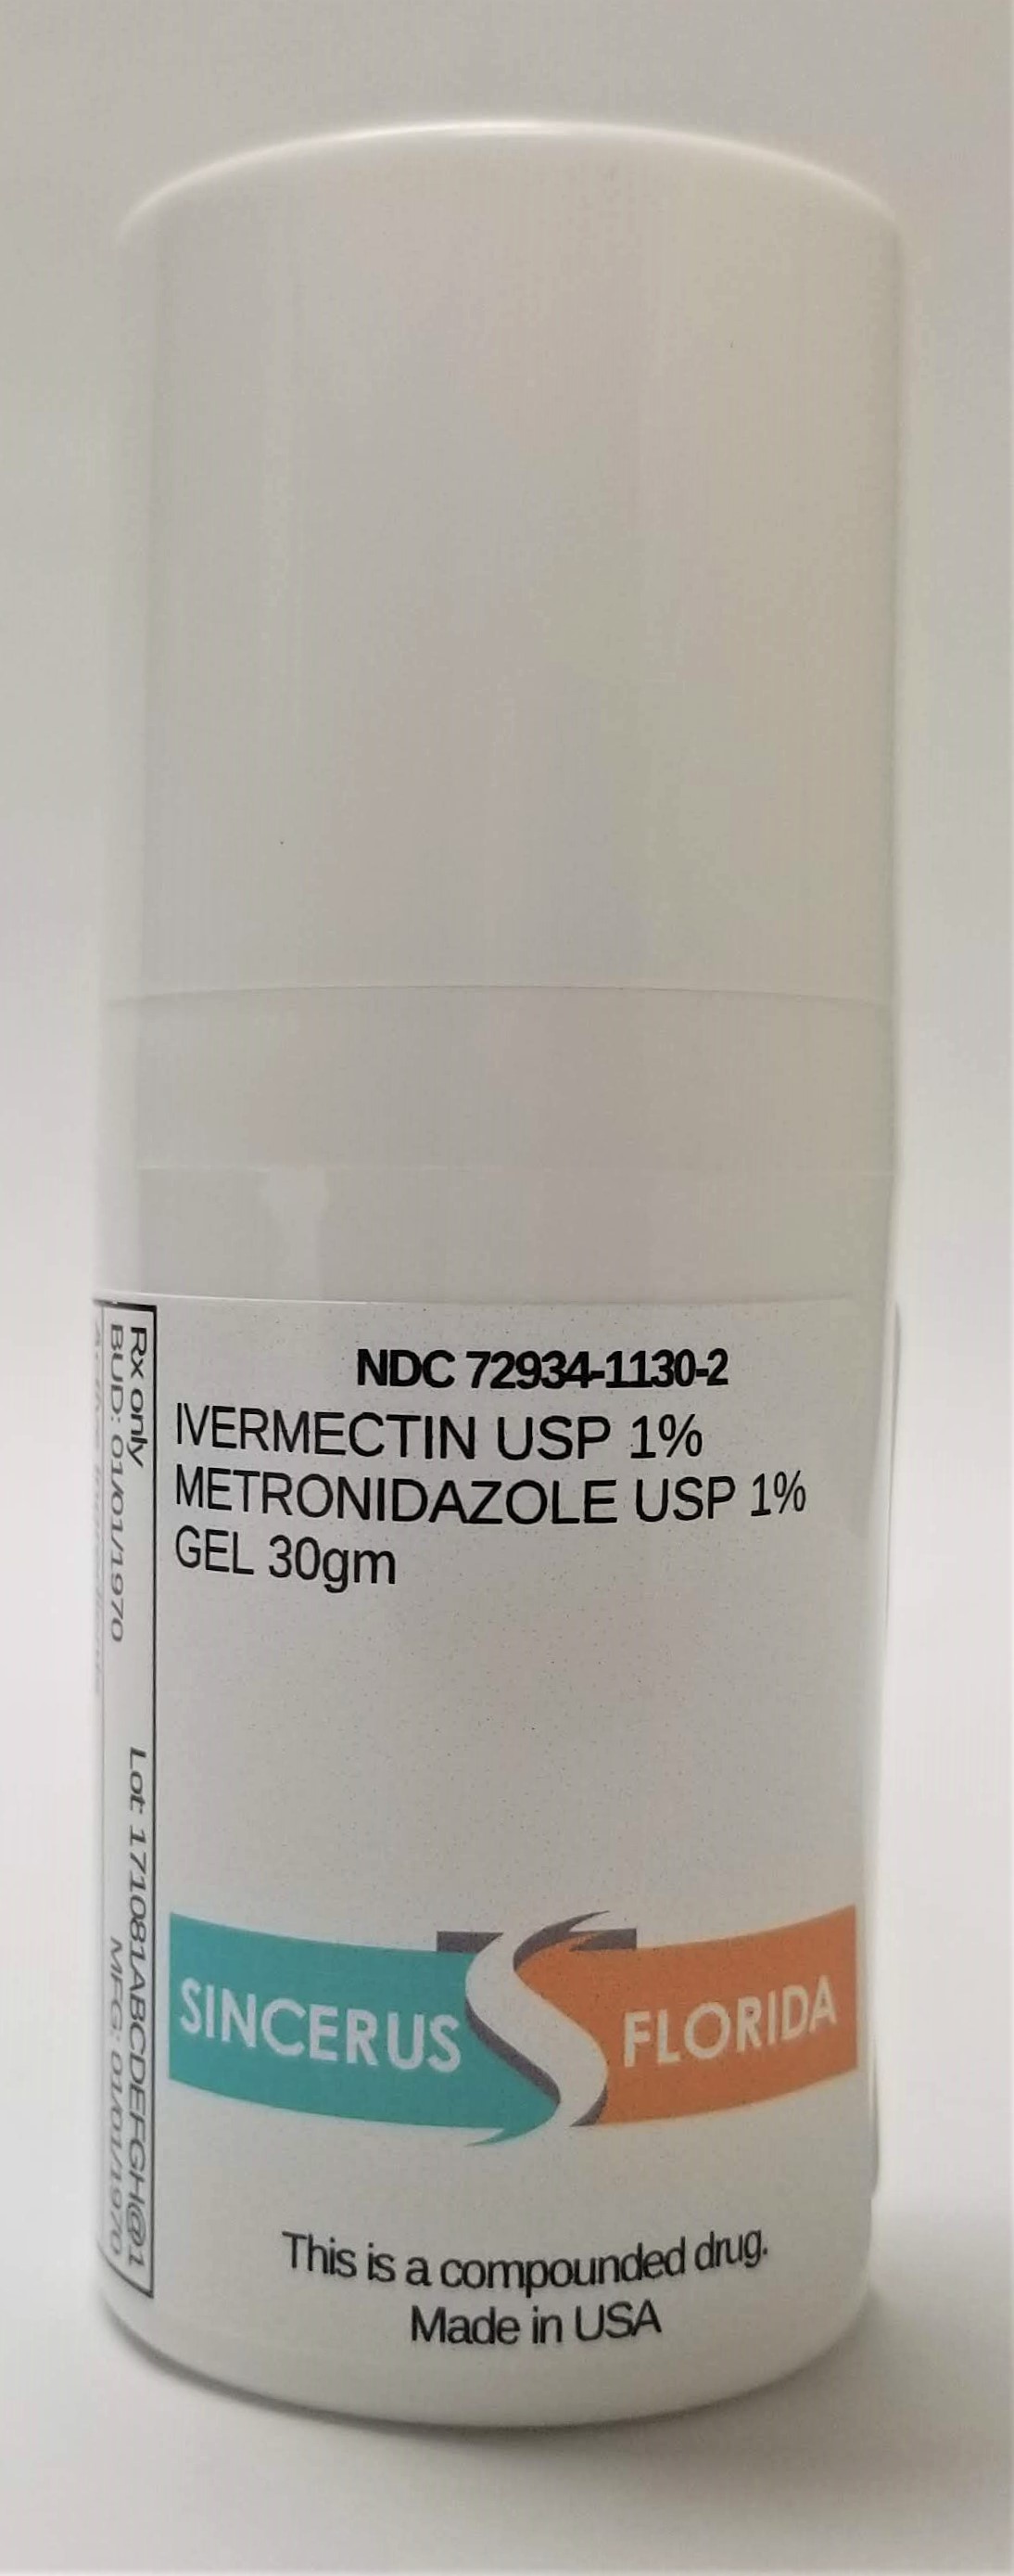 NDC 72934-1130-2
IVERMECTIN USP 1%
METRONIDAZOLE USP 1%
GEL 30gm
SINCERUS FLORIDA
This is a compounded drug.
Made in USA
Rx only Lot: 171081ABCDEFGH@1
BUD: 01/01/1970 MFG: 01/01/1970